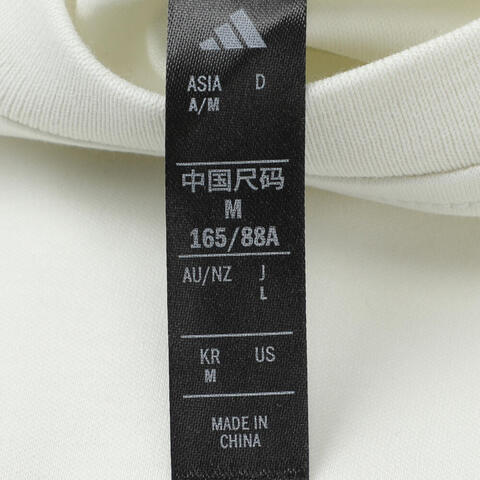 ASIA D
A/M
中国尺码
M
165/88A
AU/NZ J
L
KR US
M
MADE IN
CHINA